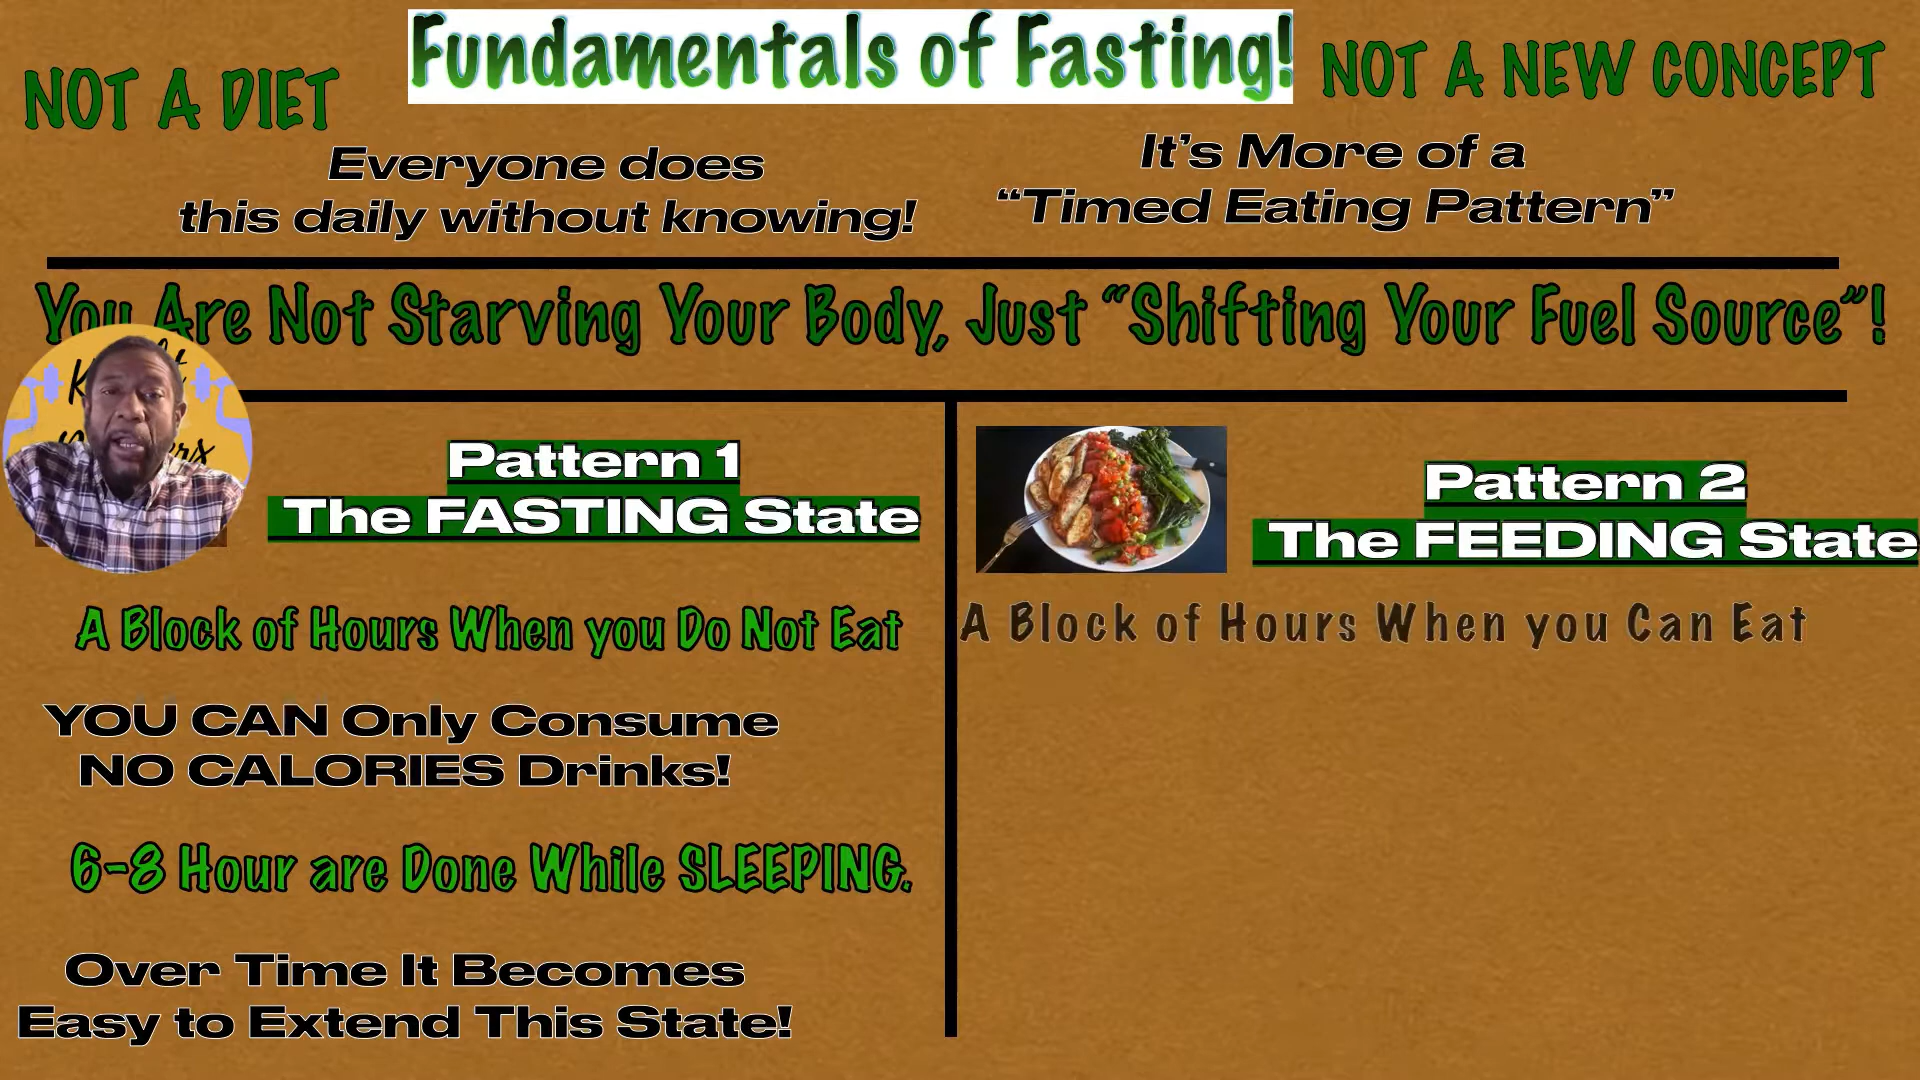 Fundamentals of Fasting!
NOT A DIET
NOT A NEW CONCEPT
Everyone does
this daily without knowing!
It's More of a
“Timed Eating Pattern”
You Are Not Starving Your Body, Just “Shifting Your Fuel Source”!
Pattern 1
The FASTING State
A Block of Hours When you Do Not Eat
YOU CAN Only Consume
NO CALORIES Drinks!
6-8 Hour are Done While SLEEPING.
Over Time It Becomes
Easy to Extend This State!
Pattern 2
The FEEDING State
A Block of Hours When you Can Eat